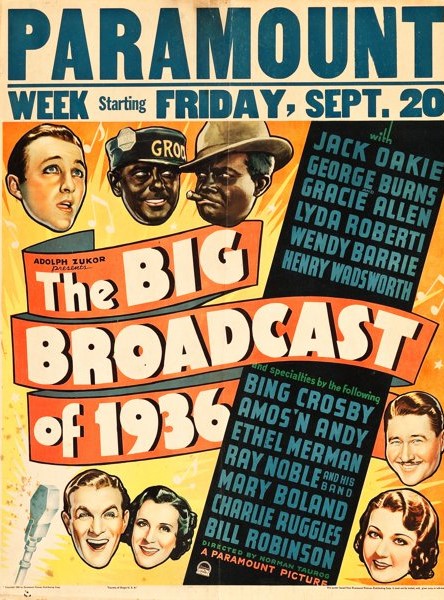 PARAMOUNT
WEEK Starting FRIDAY, SEPT. 20
GROC
with
JACK OAKIE
GEORGE BURNS
GRACIE ALLEN
LYDA ROBERTI
WENDY BARRIE
HENRY WADSWORTH
ADOLPH ZUKOR
presents
The BIG
BROADCAST
of 1936
and specialties by the following
BING CROSBY
AMOS 'N ANDY
ETHEL MERMAN
RAY NOBLE AND HIS BAND
MARY BOLAND
CHARLIE RUGGLES
BILL ROBINSON
DIRECTED BY NORMAN TAUROG
A PARAMOUNT PICTURE